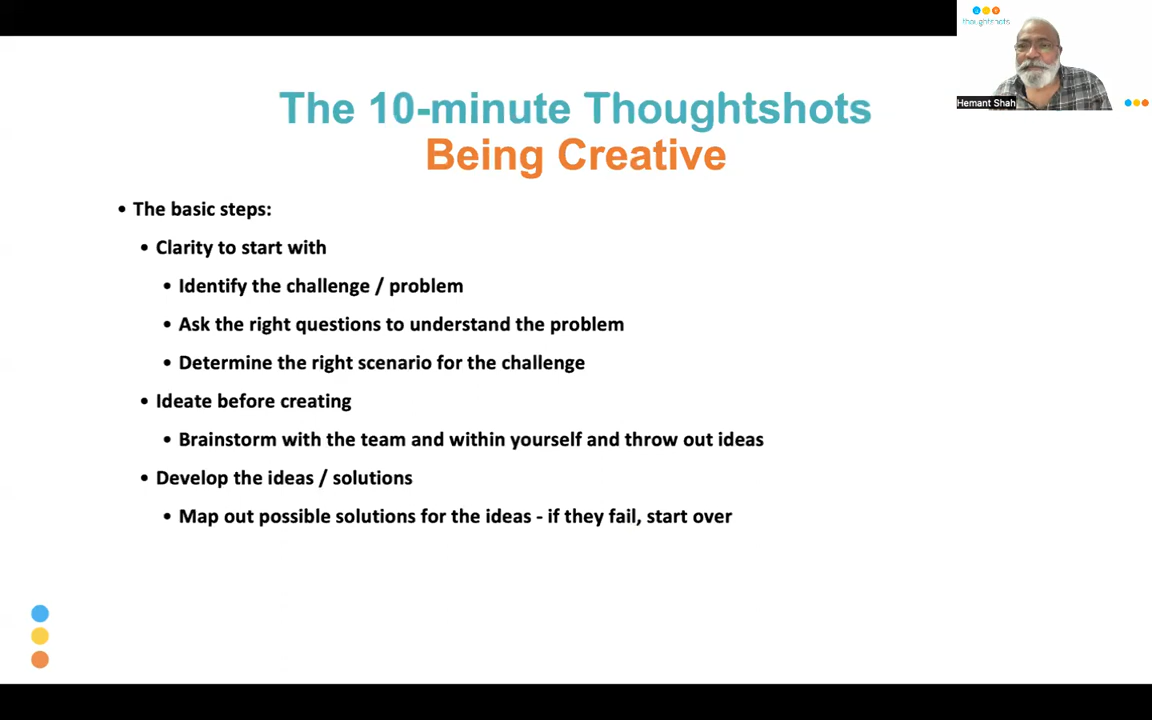 thoughtshots
Hemant Shah
The 10-minute Thoughtshots
Being Creative
• The basic steps:
• Clarity to start with
• Identify the challenge / problem
• Ask the right questions to understand the problem
• Determine the right scenario for the challenge
• Ideate before creating
• Brainstorm with the team and within yourself and throw out ideas
• Develop the ideas / solutions
• Map out possible solutions for the ideas - if they fail, start over